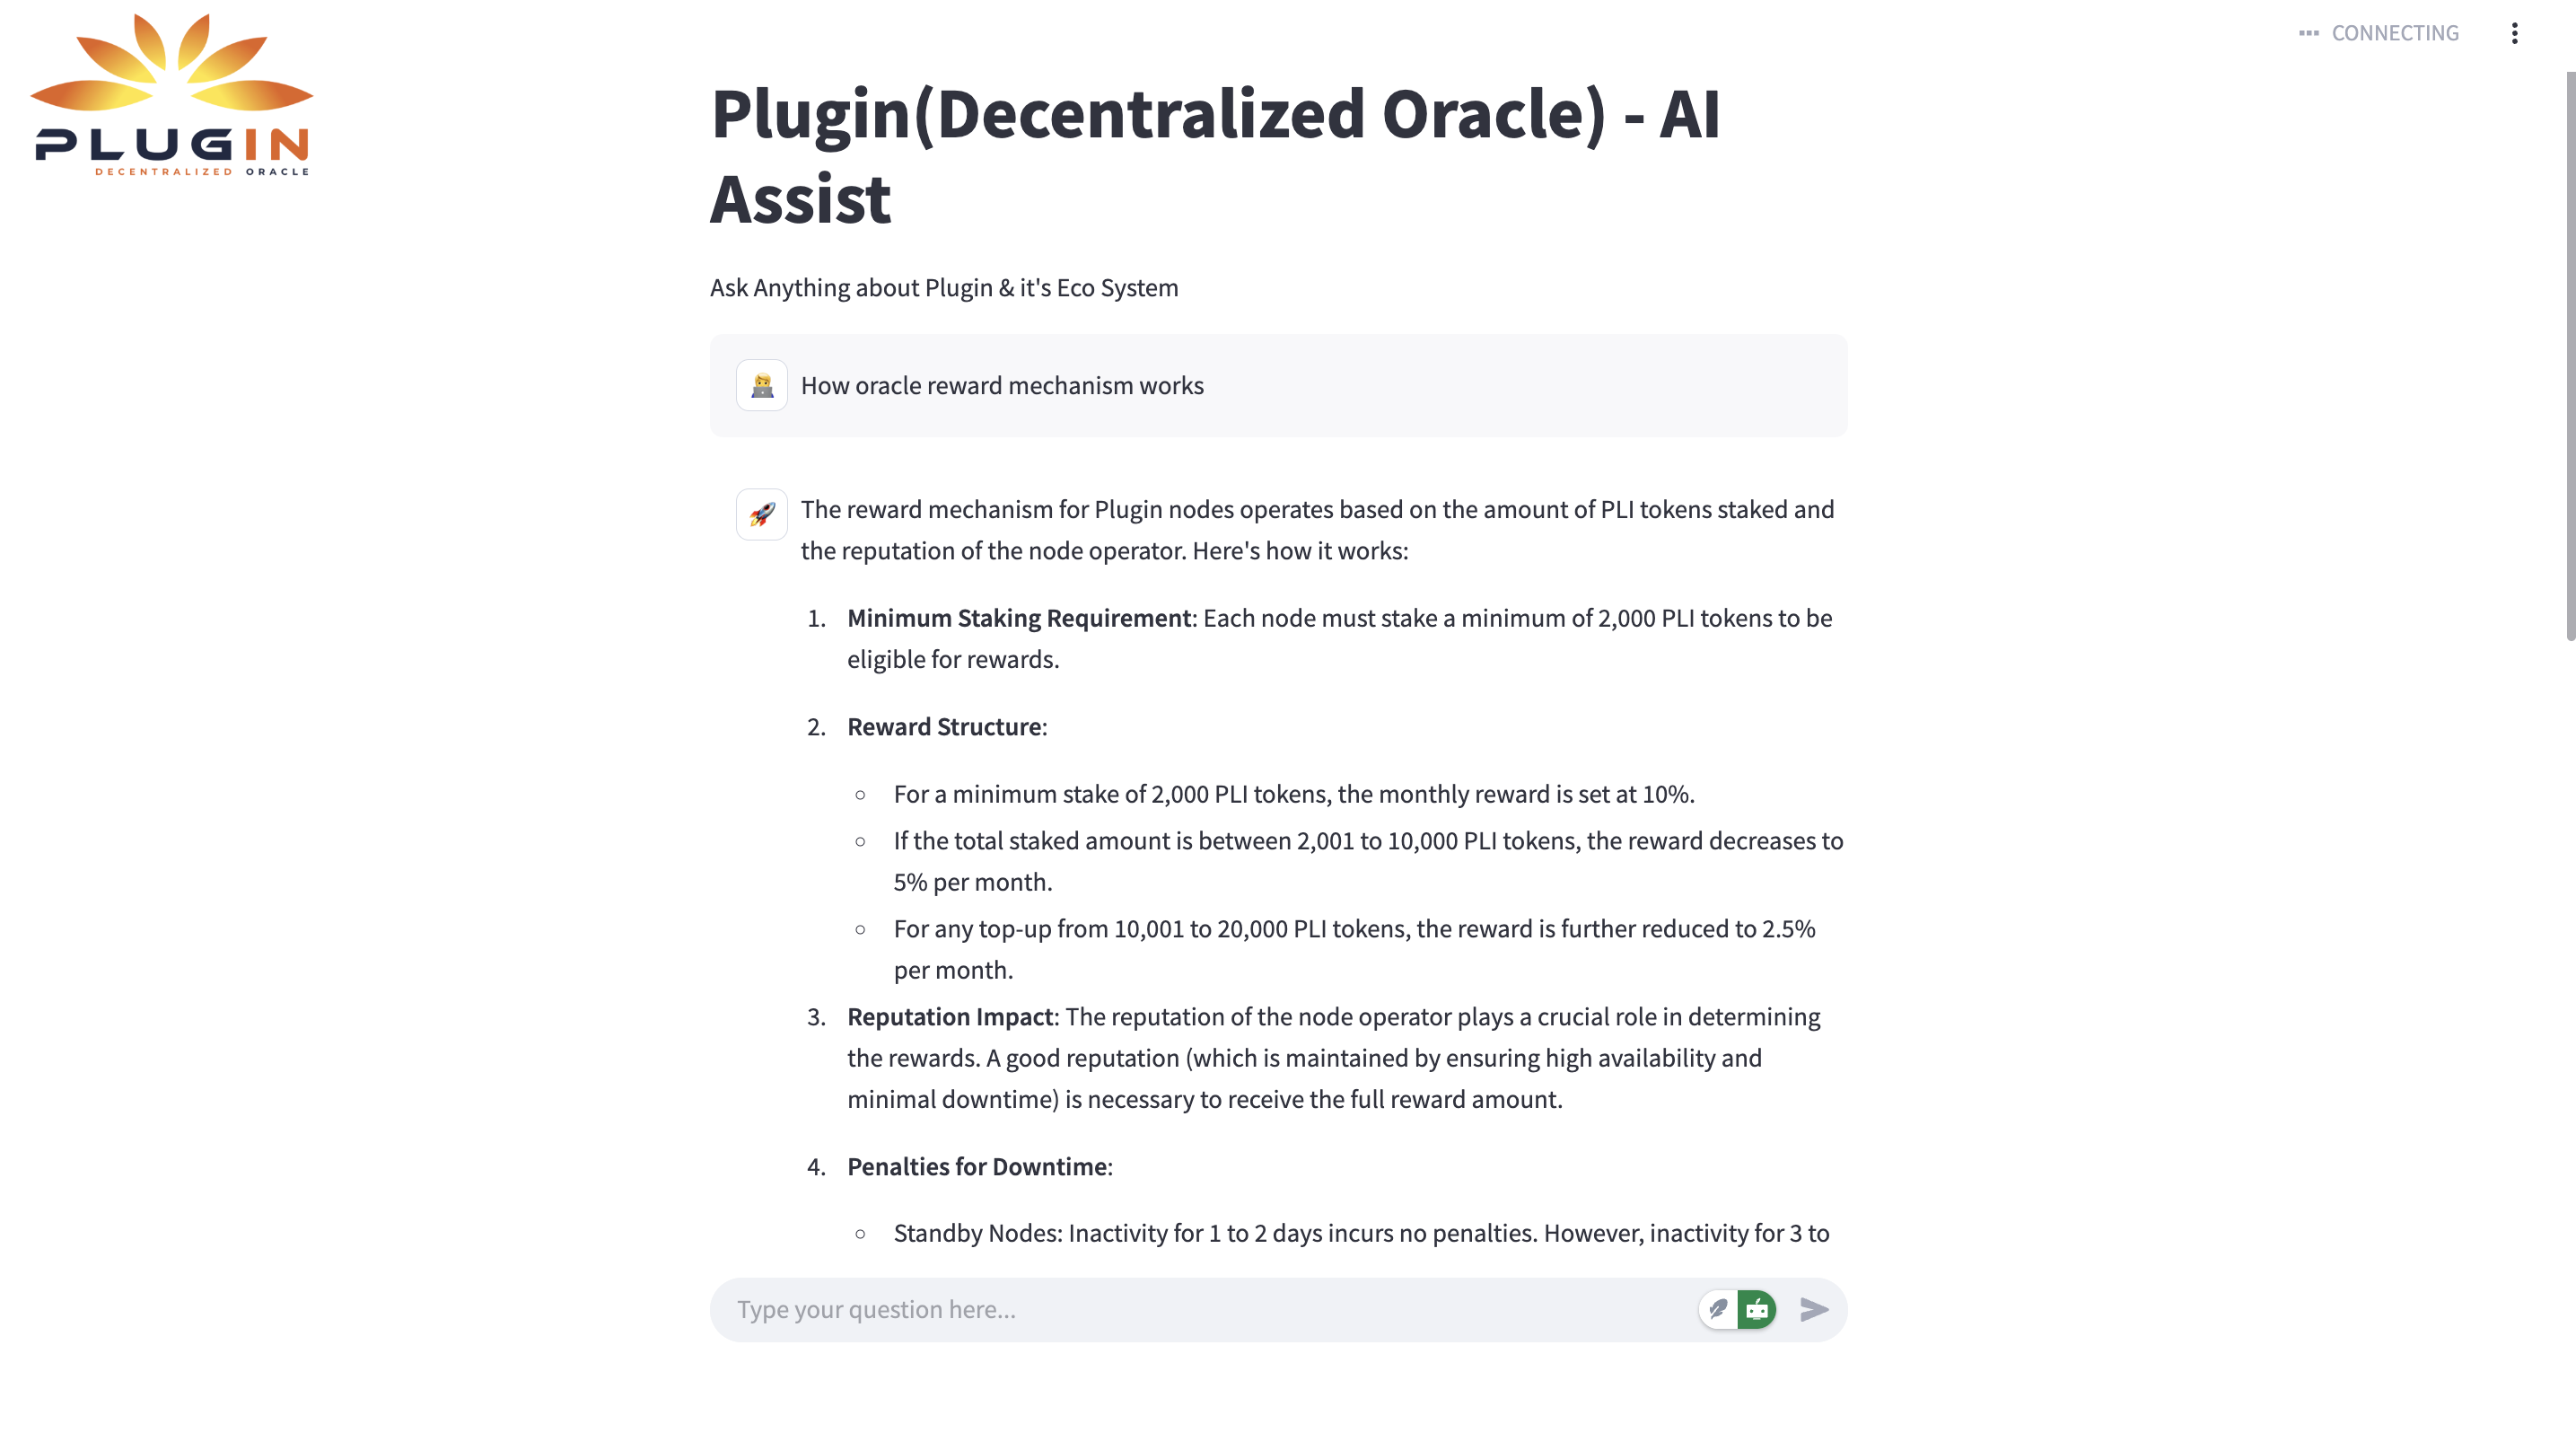 PLUGIN
DECENTRALIZED ORACLE
CONNECTING
Plugin(Decentralized Oracle) - AI
Assist
Ask Anything about Plugin & it's Eco System
How oracle reward mechanism works
The reward mechanism for Plugin nodes operates based on the amount of PLI tokens staked and
the reputation of the node operator. Here's how it works:
1. Minimum Staking Requirement: Each node must stake a minimum of 2,000 PLI tokens to be
eligible for rewards.
2. Reward Structure:
○ For a minimum stake of 2,000 PLI tokens, the monthly reward is set at 10%.
○ If the total staked amount is between 2,001 to 10,000 PLI tokens, the reward decreases to
5% per month.
○ For any top-up from 10,001 to 20,000 PLI tokens, the reward is further reduced to 2.5%
per month.
3. Reputation Impact: The reputation of the node operator plays a crucial role in determining
the rewards. A good reputation (which is maintained by ensuring high availability and
minimal downtime) is necessary to receive the full reward amount.
4. Penalties for Downtime:
○ Standby Nodes: Inactivity for 1 to 2 days incurs no penalties. However, inactivity for 3 to
Type your question here...